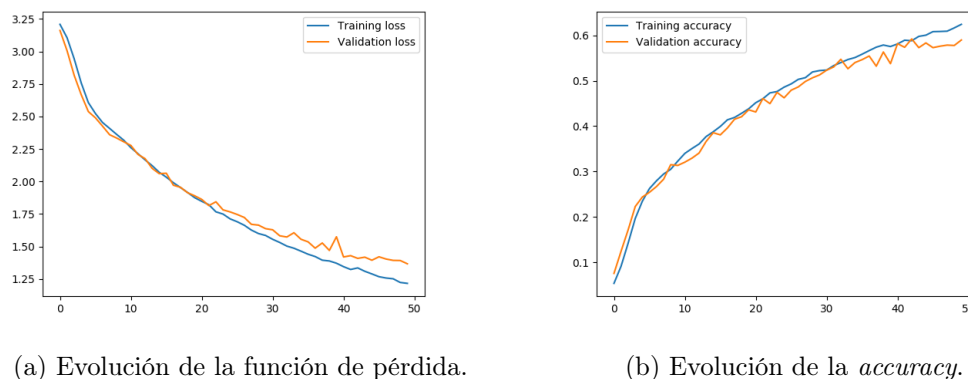 3.25
3.00
2.75
2.50
2.25
2.00
1.75
1.50
1.25
0 10 20 30 40 50
Training loss
Validation loss
(a) Evolución de la función de pérdida.
0.6
0.5
0.4
0.3
0.2
0.1
0 10 20 30 40 5
Training accuracy
Validation accuracy
(b) Evolución de la accuracy.